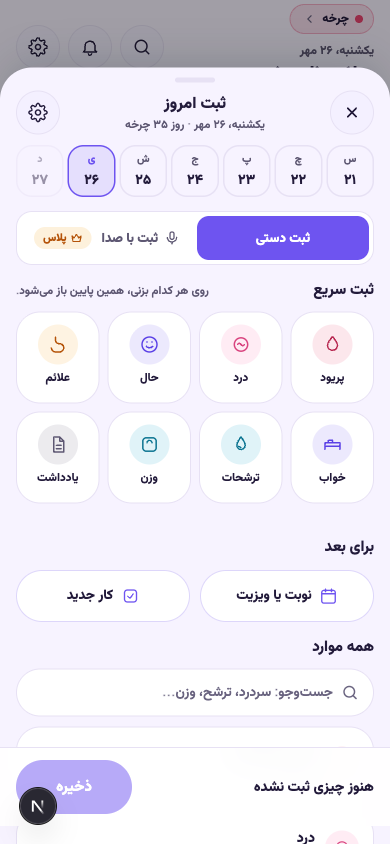 چرخه
یکشنبه، ۲۶ مهر
ثبت امروز
یکشنبه، ۲۶ مهر · روز ۳۵ چرخه
س چ پ ج ش ی د
۲۱ ۲۲ ۲۳ ۲۴ ۲۵ ۲۶ ۲۷
ثبت دستی
ثبت با صدا
پلاس
ثبت سریع
روی هر کدام بزنی، همین پایین باز می‌شود.
پریود درد حال علائم
خواب ترشحات وزن یادداشت
برای بعد
نوبت یا ویزیت
کار جدید
همه موارد
جست‌وجو: سردرد، ترشح، وزن...
هنوز چیزی ثبت نشده
ذخیره
N
درد